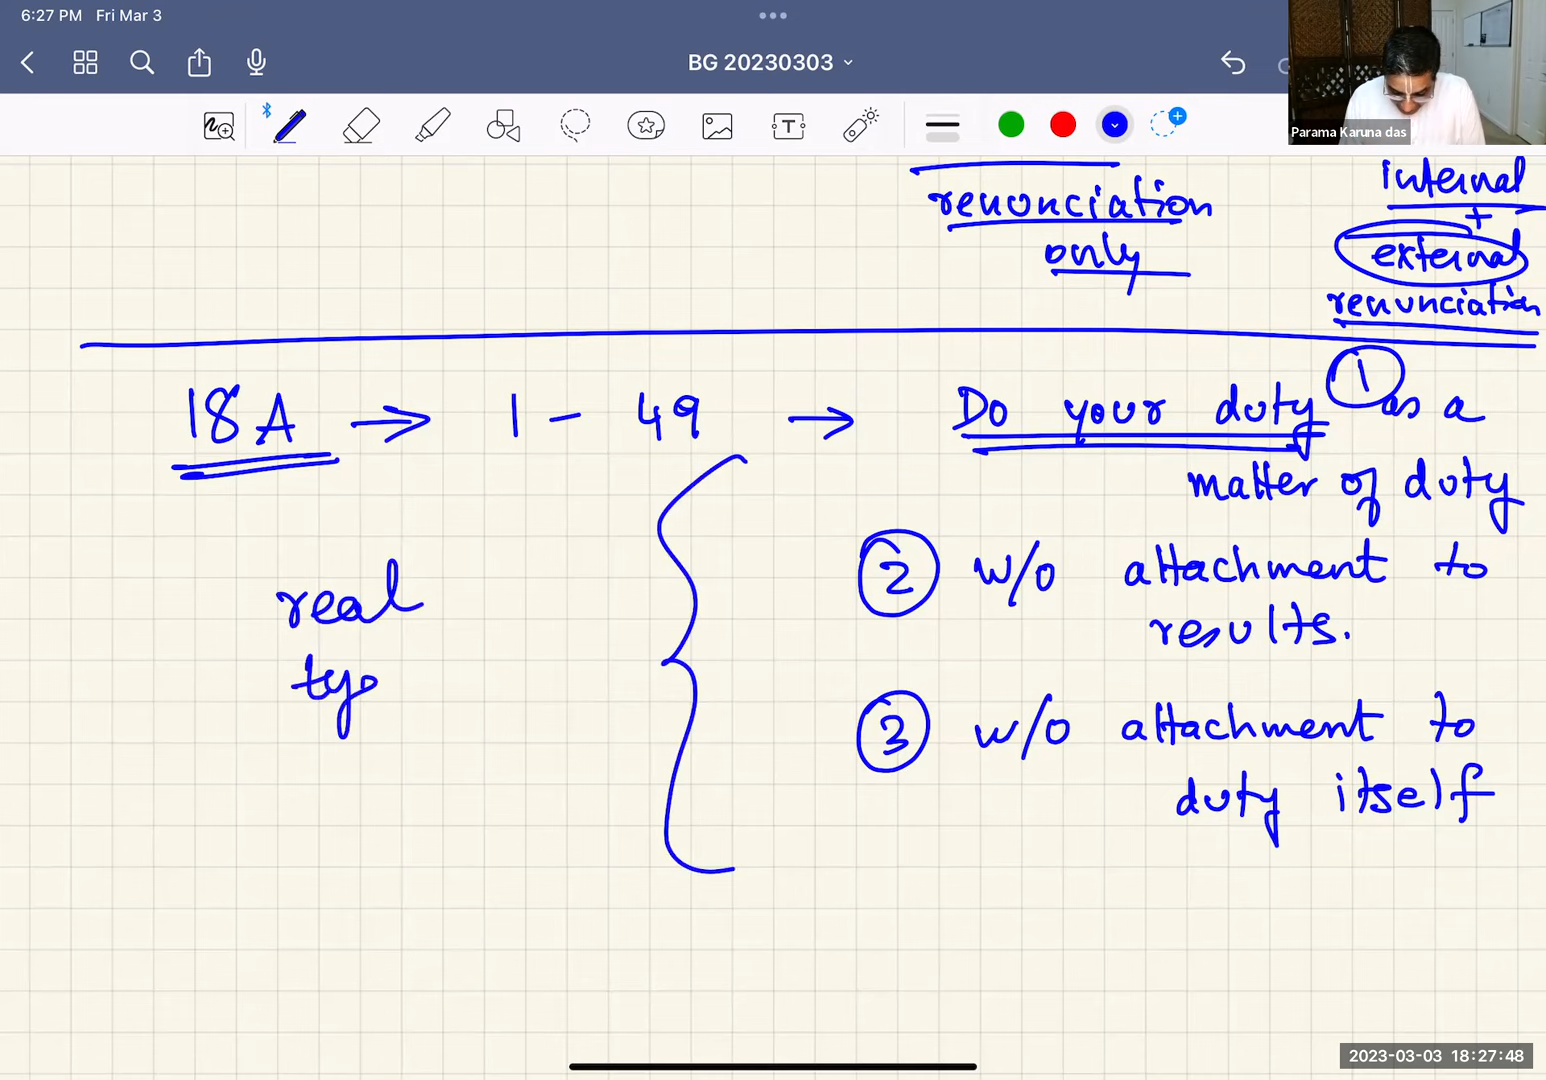 6:27 PM Fri Mar 3
BG 20230303
T
Parama Karuna das
renunciation
only
internal
+
external
renunciation
18A → 1 - 49 → Do your duty ① as a
matter of duty
② w/o attachment to
results.
③ w/o attachment to
duty itself
real
typ
2023-03-03 18:27:48